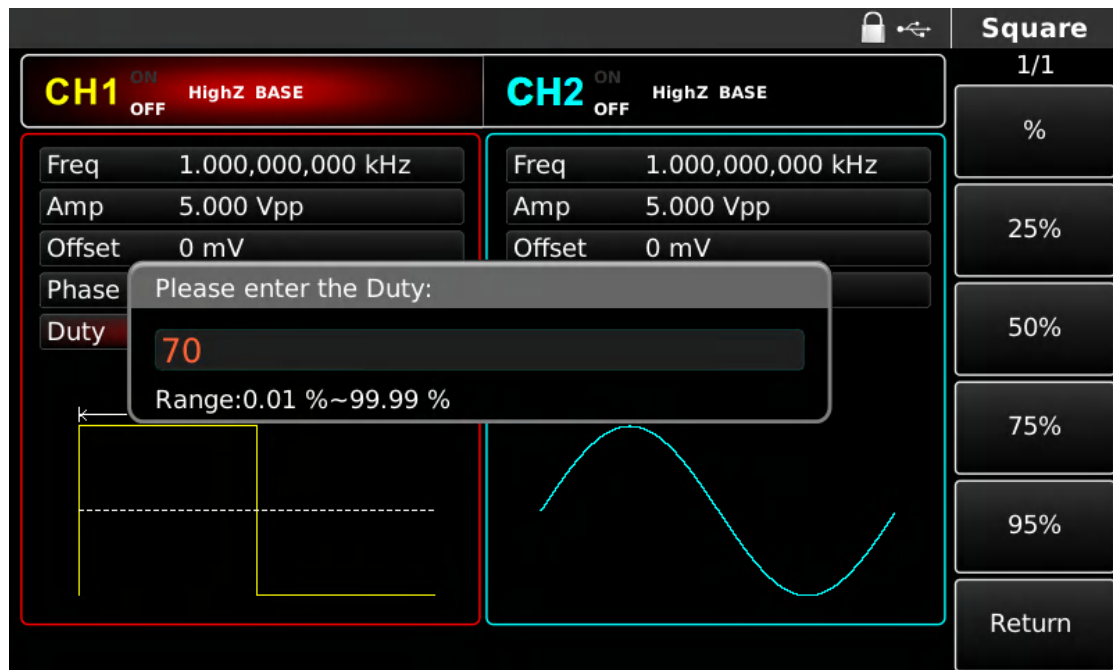 Square
1/1
CH1 ON OFF HighZ BASE
CH2 ON OFF HighZ BASE
Freq 1.000,000,000 kHz
Amp 5.000 Vpp
Offset 0 mV
Phase
Duty
Freq 1.000,000,000 kHz
Amp 5.000 Vpp
Offset 0 mV
Please enter the Duty:
70
Range:0.01 %~99.99 %
%
25%
50%
75%
95%
Return